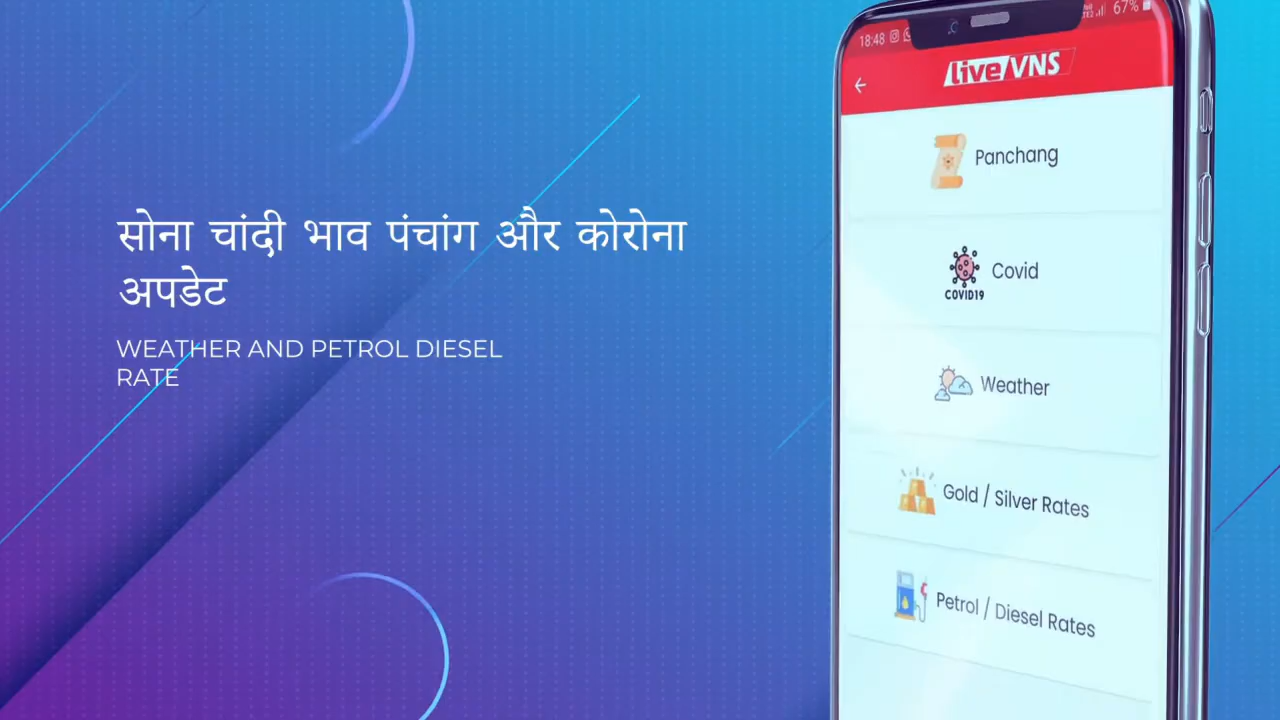 सोना चांदी भाव पंचांग और कोरोना
अपडेट
WEATHER AND PETROL DIESEL
RATE
18:48
67%
live VNS
Panchang
COVID19
Covid
Weather
Gold / Silver Rates
Petrol / Diesel Rates